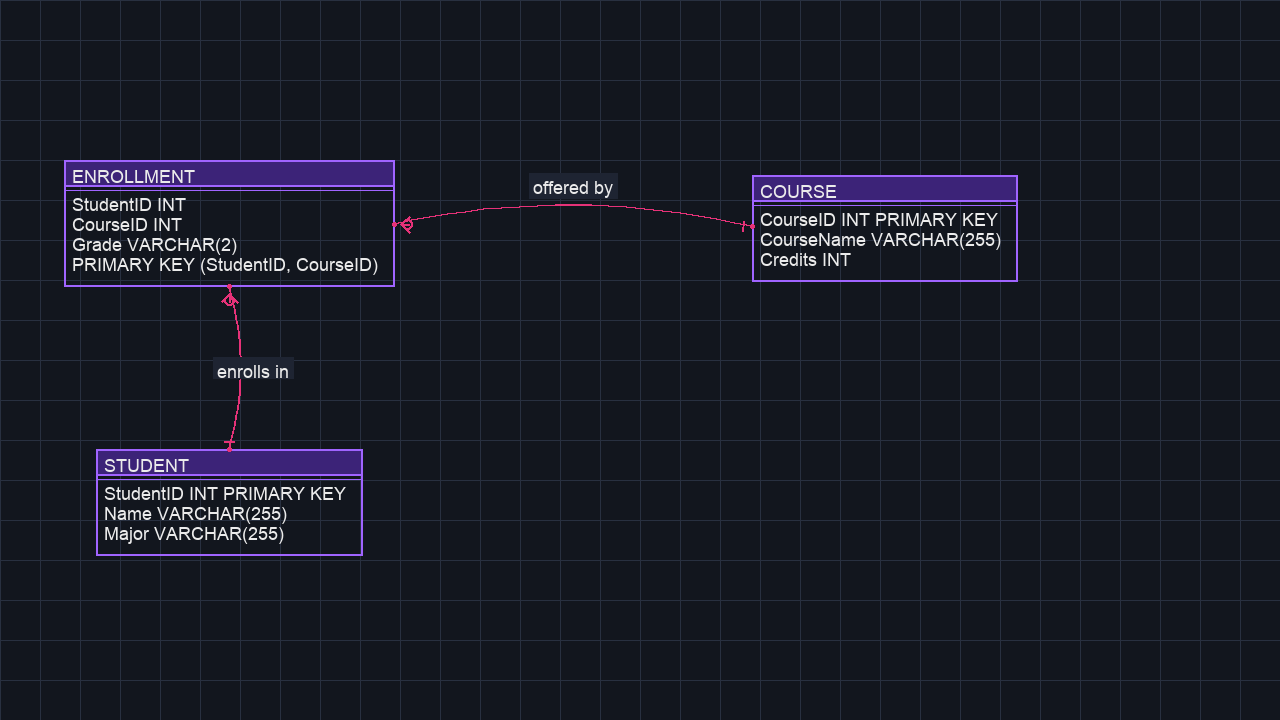 ENROLLMENT
StudentID INT
CourseID INT
Grade VARCHAR(2)
PRIMARY KEY (StudentID, CourseID)
offered by
COURSE
CourseID INT PRIMARY KEY
CourseName VARCHAR(255)
Credits INT
enrolls in
STUDENT
StudentID INT PRIMARY KEY
Name VARCHAR(255)
Major VARCHAR(255)